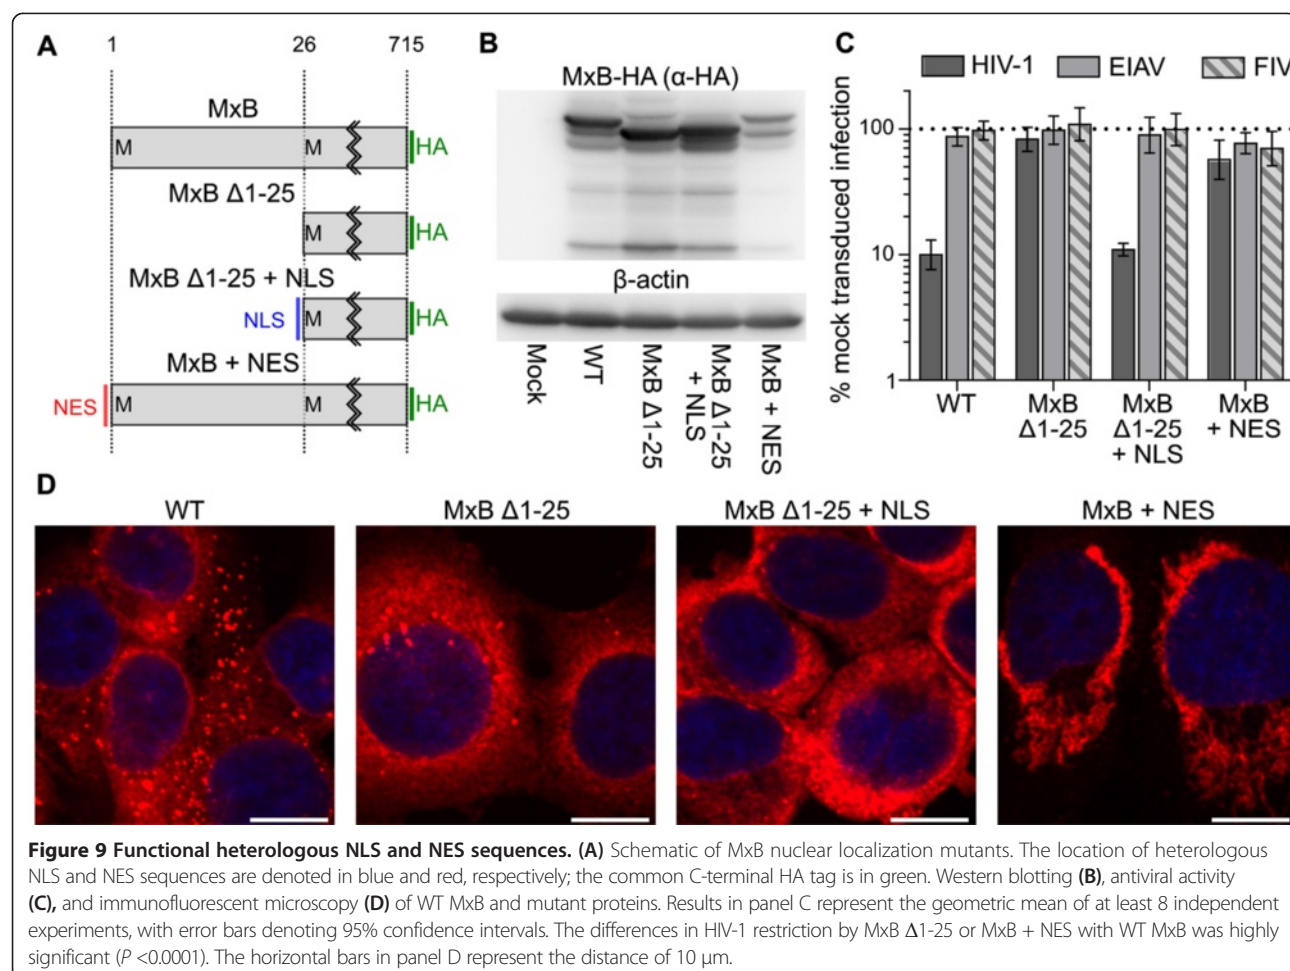 A
1
26
715
MxB
M
M
HA
MxB Δ1-25
M
HA
MxB Δ1-25 + NLS
NLS
M
HA
MxB + NES
NES
M
M
HA
B
MxB-HA (α-HA)
β-actin
Mock
WT
MxB Δ1-25
MxB Δ1-25
+ NLS
MxB + NES
C
HIV-1
EIAV
FIV
% mock transduced infection
100
10
1
WT
MxB
Δ1-25
MxB
Δ1-25
+ NLS
MxB
+ NES
D
WT
MxB Δ1-25
MxB Δ1-25 + NLS
MxB + NES
Figure 9 Functional heterologous NLS and NES sequences. (A) Schematic of MxB nuclear localization mutants. The location of heterologous
NLS and NES sequences are denoted in blue and red, respectively; the common C-terminal HA tag is in green. Western blotting (B), antiviral activity
(C), and immunofluorescent microscopy (D) of WT MxB and mutant proteins. Results in panel C represent the geometric mean of at least 8 independent
experiments, with error bars denoting 95% confidence intervals. The differences in HIV-1 restriction by MxB Δ1-25 or MxB + NES with WT MxB was highly
significant (P <0.0001). The horizontal bars in panel D represent the distance of 10 μm.